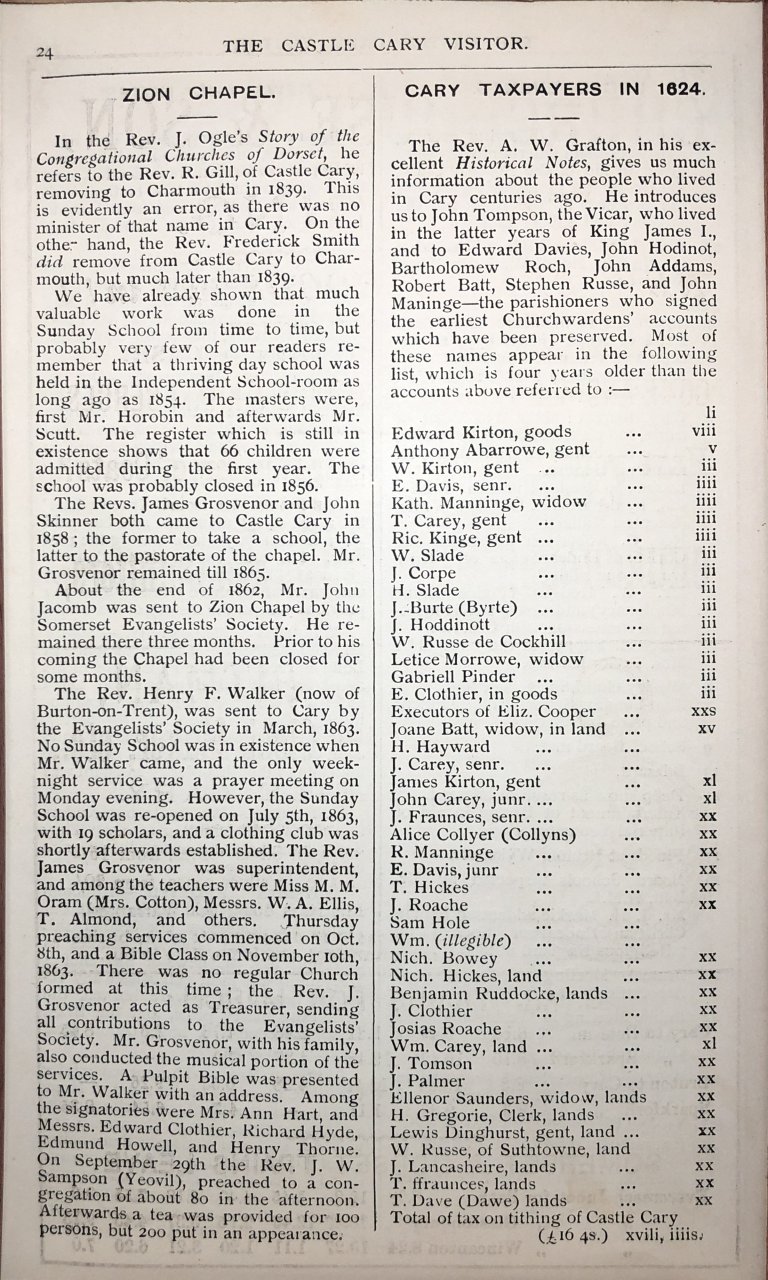 24
THE CASTLE CARY VISITOR.
ZION CHAPEL.
In the Rev. J. Ogle's Story of the
Congregational Churches of Dorset, he
refers to the Rev. R. Gill, of Castle Cary,
removing to Charmouth in 1839. This
is evidently an error, as there was no
minister of that name in Cary. On the
other hand, the Rev. Frederick Smith
did remove from Castle Cary to Char-
mouth, but much later than 1839.
We have already shown that much
valuable work was done in the
Sunday School from time to time, but
probably very few of our readers re-
member that a thriving day school was
held in the Independent School-room as
long ago as 1854. The masters were,
first Mr. Horobin and afterwards Mr.
Scutt. The register which is still in
existence shows that 66 children were
admitted during the first year. The
school was probably closed in 1856.
The Revs. James Grosvenor and John
Skinner both came to Castle Cary in
1858; the former to take a school, the
latter to the pastorate of the chapel. Mr.
Grosvenor remained till 1865.
About the end of 1862, Mr. John
Jacomb was sent to Zion Chapel by the
Somerset Evangelists' Society. He re-
mained there three months. Prior to his
coming the Chapel had been closed for
some months.
The Rev. Henry F. Walker (now of
Burton-on-Trent), was sent to Cary by
the Evangelists' Society in March, 1863.
No Sunday School was in existence when
Mr. Walker came, and the only week-
night service was a prayer meeting on
Monday evening. However, the Sunday
School was re-opened on July 5th, 1863,
with 19 scholars, and a clothing club was
shortly afterwards established. The Rev.
James Grosvenor was superintendent,
and among the teachers were Miss M. M.
Oram (Mrs. Cotton), Messrs. W. A. Ellis,
T. Almond, and others. Thursday
preaching services commenced on Oct.
8th, and a Bible Class on November 10th,
1863. There was no regular Church
formed at this time; the Rev. J.
Grosvenor acted as Treasurer, sending
all contributions to the Evangelists'
Society. Mr. Grosvenor, with his family,
also conducted the musical portion of the
services. A Pulpit Bible was presented
to Mr. Walker with an address. Among
the signatories were Mrs. Ann Hart, and
Messrs. Edward Clothier, Richard Hyde,
Edmund Howell, and Henry Thorne.
On September 29th the Rev. J. W.
Sampson (Yeovil), preached to a con-
gregation of about 80 in the afternoon.
Afterwards a tea was provided for 100
persons, but 200 put in an appearance.
CARY TAXPAYERS IN 1624.
The Rev. A. W. Grafton, in his ex-
cellent Historical Notes, gives us much
information about the people who lived
in Cary centuries ago. He introduces
us to John Tompson, the Vicar, who lived
in the latter years of King James I.,
and to Edward Davies, John Hodinot,
Bartholomew Roch, John Addams,
Robert Batt, Stephen Russe, and John
Maninge—the parishioners who signed
the earliest Churchwardens' accounts
which have been preserved. Most of
these names appear in the following
list, which is four years older than the
accounts above referred to :—
li
Edward Kirton, goods ... viii
Anthony Abarrowe, gent ... v
W. Kirton, gent ... ... iii
E. Davis, senr. ... ... iiii
Kath. Manninge, widow ... iiii
T. Carey, gent ... ... iiii
Ric. Kinge, gent ... ... iiii
W. Slade ... ... iii
J. Corpe ... ... iii
H. Slade ... ... iii
J. Burte (Byrte) ... ... iii
J. Hoddinott ... ... iii
W. Russe de Cockhill ... iii
Letice Morrowe, widow ... iii
Gabriell Pinder ... ... iii
E. Clothier, in goods ... iii
Executors of Eliz. Cooper ... xxs
Joane Batt, widow, in land ... xv
H. Hayward ... ...
J. Carey, senr. ... ...
James Kirton, gent ... xl
John Carey, junr. ... ... xl
J. Fraunces, senr. ... ... xx
Alice Collyer (Collyns) ... xx
R. Manninge ... ... xx
E. Davis, junr ... ... xx
T. Hickes ... ... xx
J. Roache ... ... xx
Sam Hole ... ...
Wm. (illegible) ... ...
Nich. Bowey ... ... xx
Nich. Hickes, land ... xx
Benjamin Ruddocke, lands ... xx
J. Clothier ... ... xx
Josias Roache ... ... xx
Wm. Carey, land ... ... xl
J. Tomson ... ... xx
J. Palmer ... ... xx
Ellenor Saunders, widow, lands xx
H. Gregorie, Clerk, lands ... xx
Lewis Dinghurst, gent, land ... xx
W. Russe, of Suthtowne, land xx
J. Lancasheire, lands ... xx
T. ffraunces, lands ... xx
T. Dave (Dawe) lands ... xx
Total of tax on tithing of Castle Cary
(£16 4s.) xvili, iiiis.